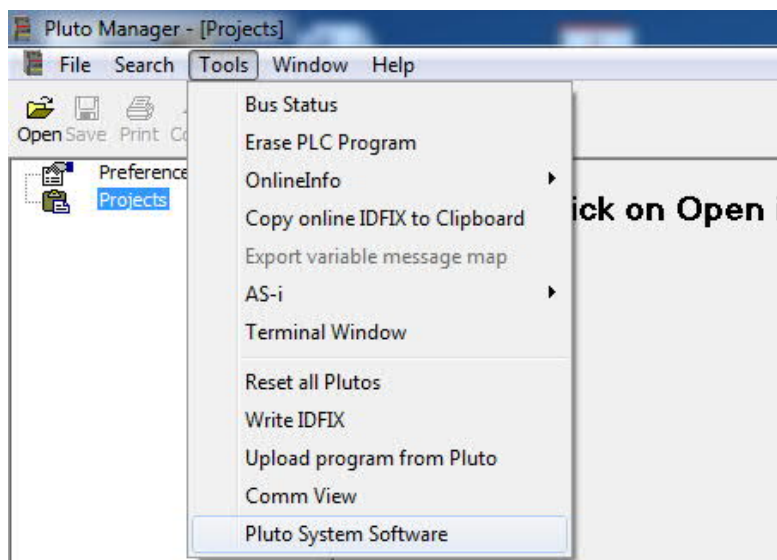 Pluto Manager - [Projects]
File Search Tools Window Help
Open Save Print
Preference
Projects
Bus Status
Erase PLC Program
OnlineInfo
Copy online IDFIX to Clipboard
Export variable message map
AS-i
Terminal Window
Reset all Plutos
Write IDFIX
Upload program from Pluto
Comm View
Pluto System Software
ick on Open